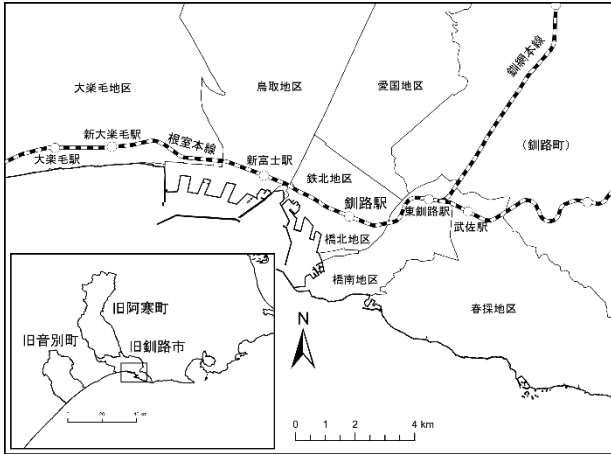 大楽毛地区
鳥取地区
愛国地区
釧網本線
新大楽毛駅
根室本線
大楽毛駅
新富士駅
鉄北地区
(釧路町)
釧路駅
東釧路駅
武佐駅
橋北地区
橋南地区
春採地区
旧阿寒町
旧音別町
旧釧路市
0 20 40 km
N
0 1 2 4 km